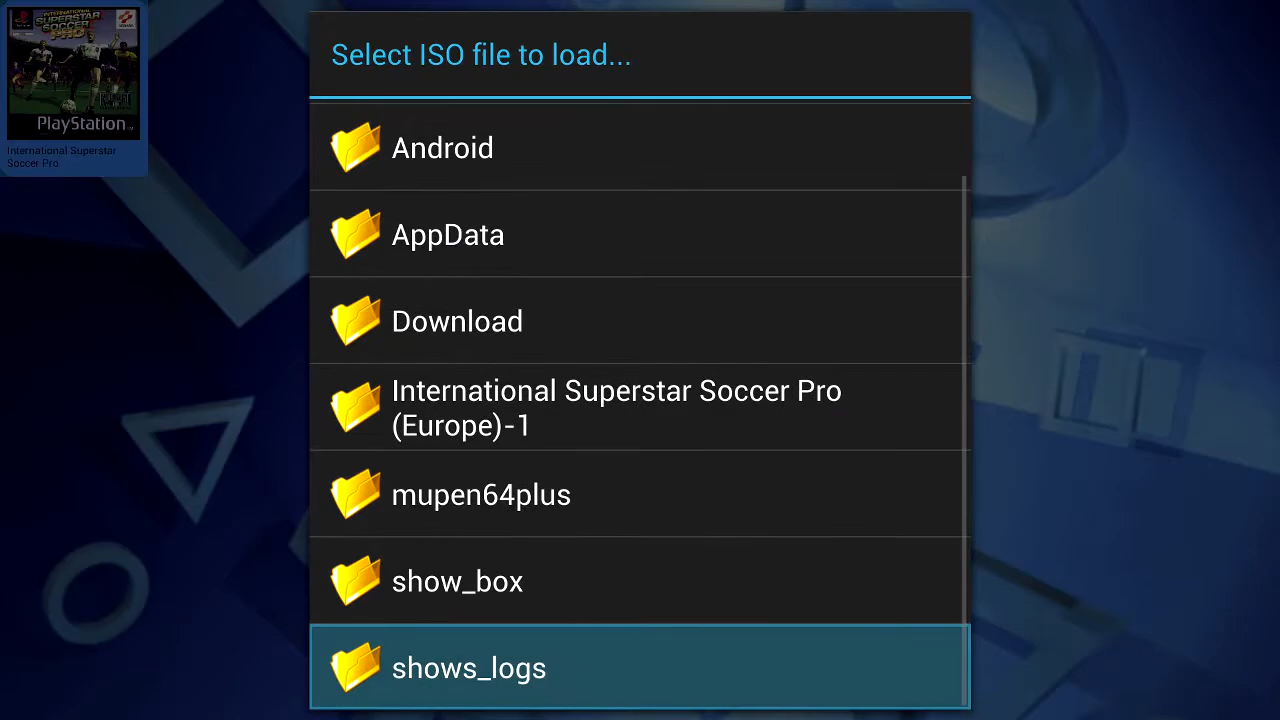 INTERNATIONAL
SUPERSTAR
SOCCER
PRO
KONAMI
PlayStation
International Superstar
Soccer Pro
Select ISO file to load...
Android
AppData
Download
International Superstar Soccer Pro
(Europe)-1
mupen64plus
show_box
shows_logs